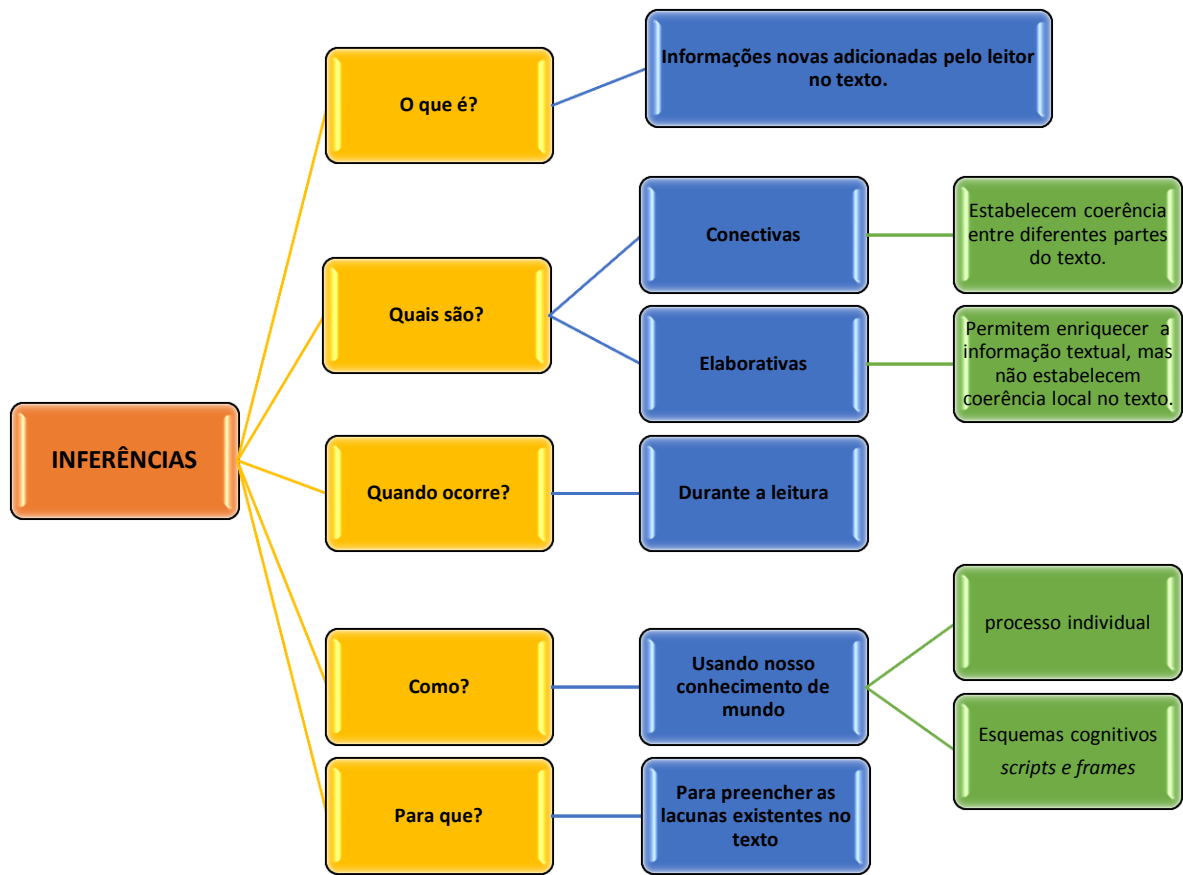 INFERÊNCIAS
O que é?
Informações novas adicionadas pelo leitor
no texto.
Quais são?
Conectivas
Estabelecem coerência
entre diferentes partes
do texto.
Elaborativas
Permitem enriquecer a
informação textual, mas
não estabelecem
coerência local no texto.
Quando ocorre?
Durante a leitura
Como?
Usando nosso
conhecimento de
mundo
processo individual
Esquemas cognitivos
scripts e frames
Para que?
Para preencher as
lacunas existentes no
texto